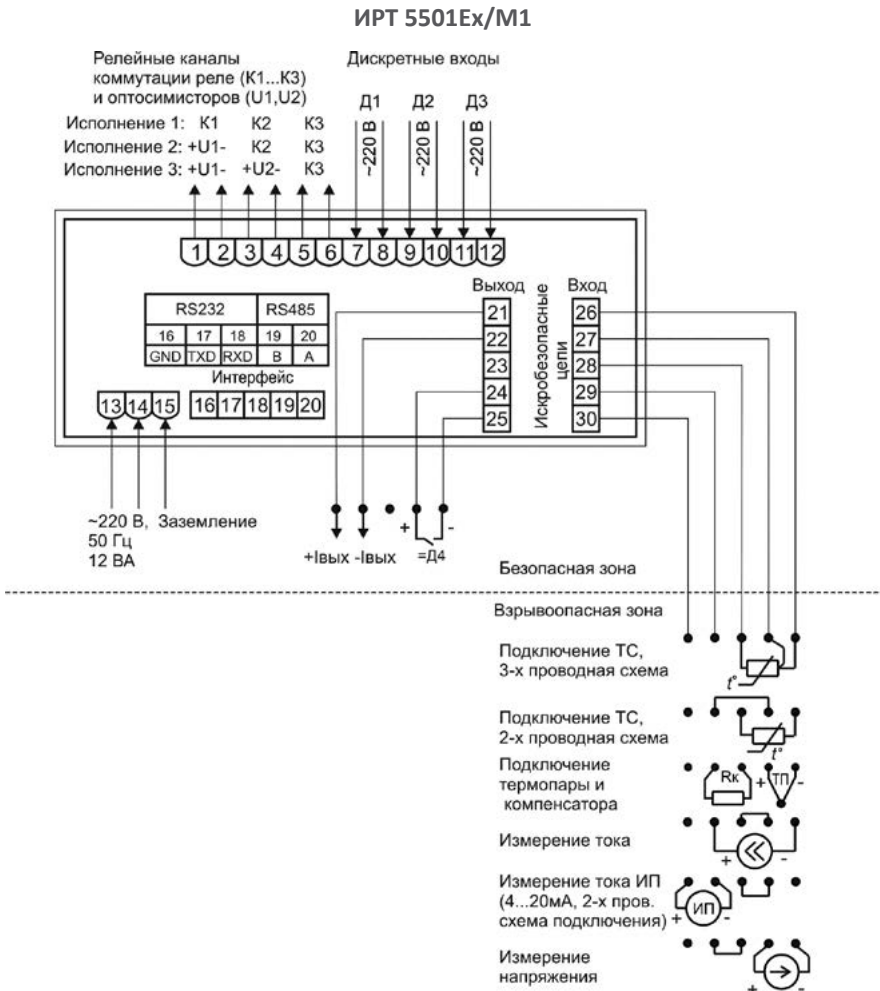 ИРТ 5501Ex/М1
Релейные каналы
коммутации реле (К1...К3)
и оптосимисторов (U1,U2)
Исполнение 1: К1 К2 К3
Исполнение 2: +U1- К2 К3
Исполнение 3: +U1- +U2- К3
Дискретные входы
Д1 Д2 Д3
~220 В ~220 В ~220 В
1 2 3 4 5 6 7 8 9 10 11 12
RS232 RS485
16 17 18 19 20
GND TXD RXD B A
Интерфейс
13 14 15
16 17 18 19 20
Выход
21
22
23
24
25
Искробезопасные
цепи
Вход
26
27
28
29
30
~220 В, Заземление
50 Гц
12 ВА
+Iвых -Iвых
+ -
=Д4
Безопасная зона
Взрывоопасная зона
Подключение ТС,
3-х проводная схема
t°
Подключение ТС,
2-х проводная схема
t°
Подключение
термопары и
компенсатора
Rк + ТП -
Измерение тока
+ -
Измерение тока ИП
(4...20мА, 2-х пров.
схема подключения)
+ ИП -
Измерение
напряжения
+ -